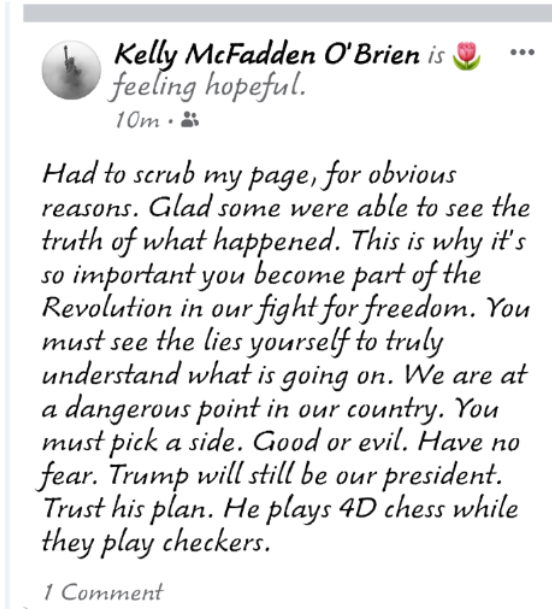 Kelly McFadden O'Brien is 🌷
feeling hopeful.
10m ·
Had to scrub my page, for obvious
reasons. Glad some were able to see the
truth of what happened. This is why it's
so important you become part of the
Revolution in our fight for freedom. You
must see the lies yourself to truly
understand what is going on. We are at
a dangerous point in our country. You
must pick a side. Good or evil. Have no
fear. Trump will still be our president.
Trust his plan. He plays 4D chess while
they play checkers.
1 Comment